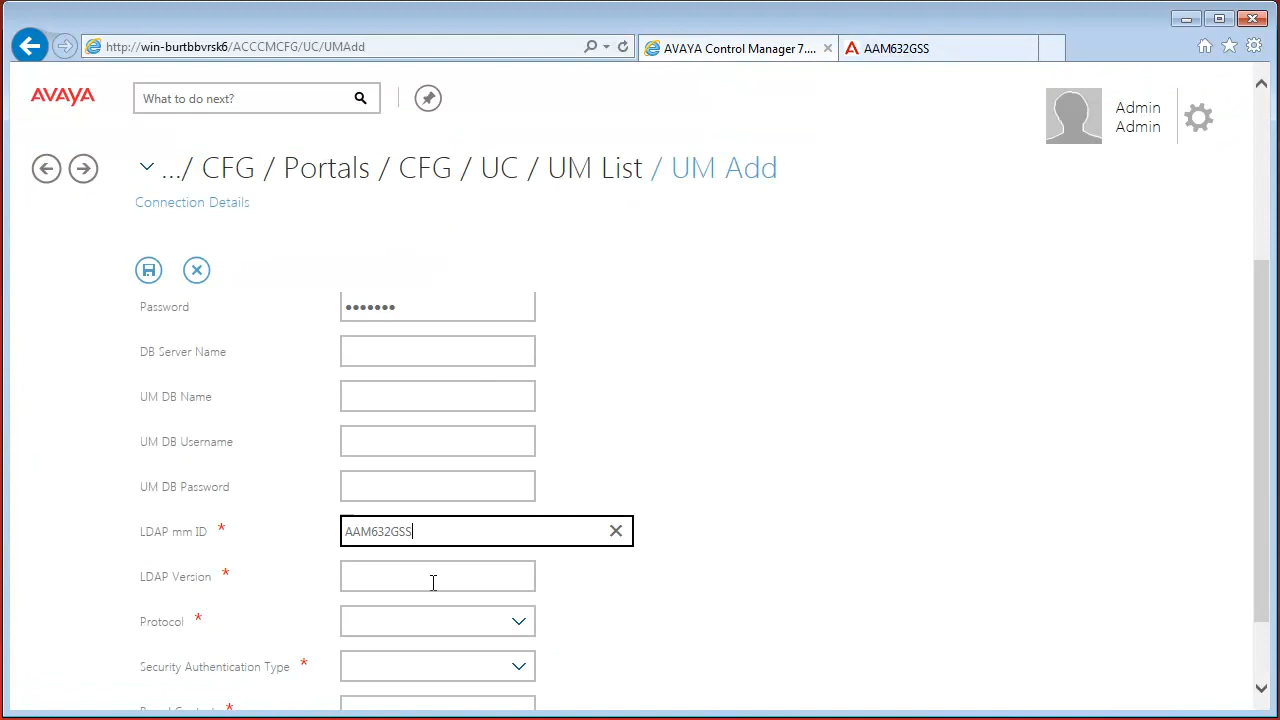 http://win-burtbbvrsk6/ACCCMCFG/UC/UMAdd
AVAYA Control Manager 7....
AAM632GSS
AVAYA
What to do next?
Admin
Admin
.../ CFG / Portals / CFG / UC / UM List / UM Add
Connection Details
Password •••••••
DB Server Name
UM DB Name
UM DB Username
UM DB Password
LDAP mm ID * AAM632GSS
LDAP Version *
Protocol *
Security Authentication Type *